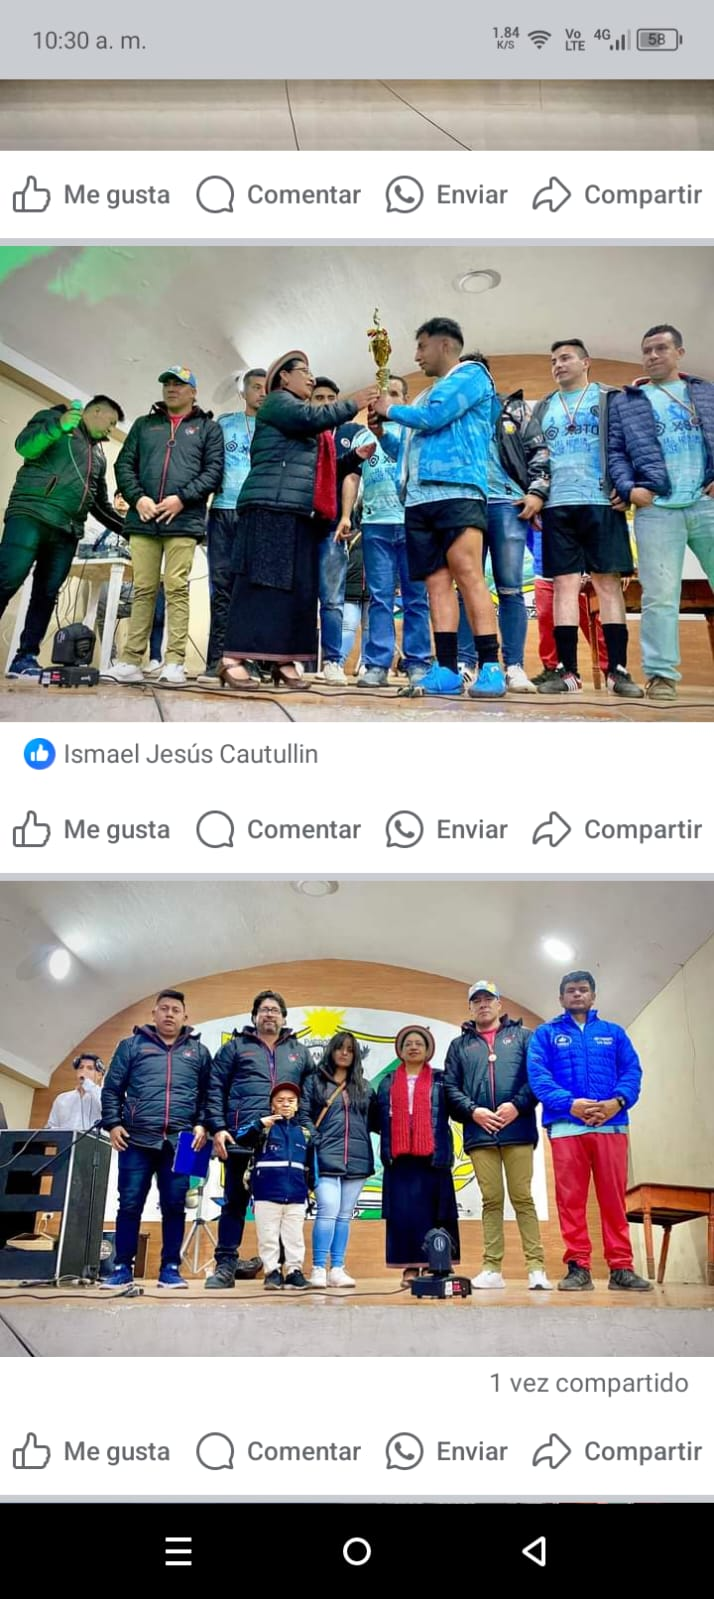 10:30 a. m.
1.84 K/S
Vo LTE
4G
58
Me gusta Comentar Enviar Compartir
Ismael Jesús Cautullin
Me gusta Comentar Enviar Compartir
1 vez compartido
Me gusta Comentar Enviar Compartir